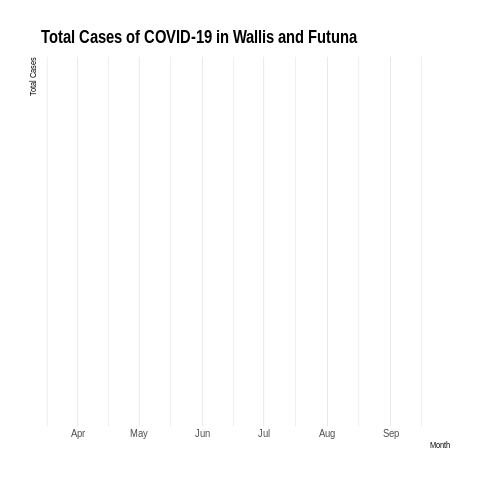 Total Cases of COVID-19 in Wallis and Futuna
Total Cases
Apr May Jun Jul Aug Sep
Month